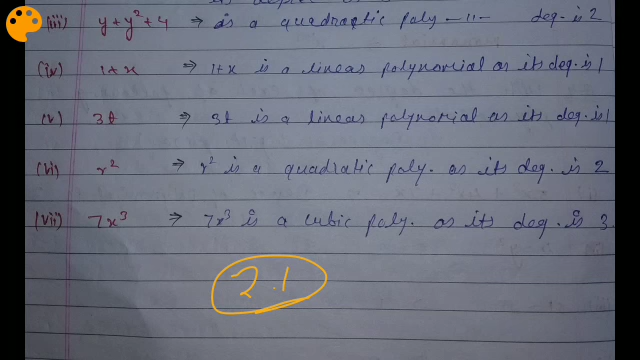 (iii) y+y²+4 ⇒ is a quadractic poly —11— deg. is 2
(iv) 1+x ⇒ 1+x is a linear polynomial as its deg. is 1
(v) 3t ⇒ 3t is a linear polynomial as its deg. is 1
(vi) r² ⇒ r² is a quadratic poly. as its deg. is 2
(vii) 7x³ ⇒ 7x³ is a cubic poly. as its deg. is 3
2.1